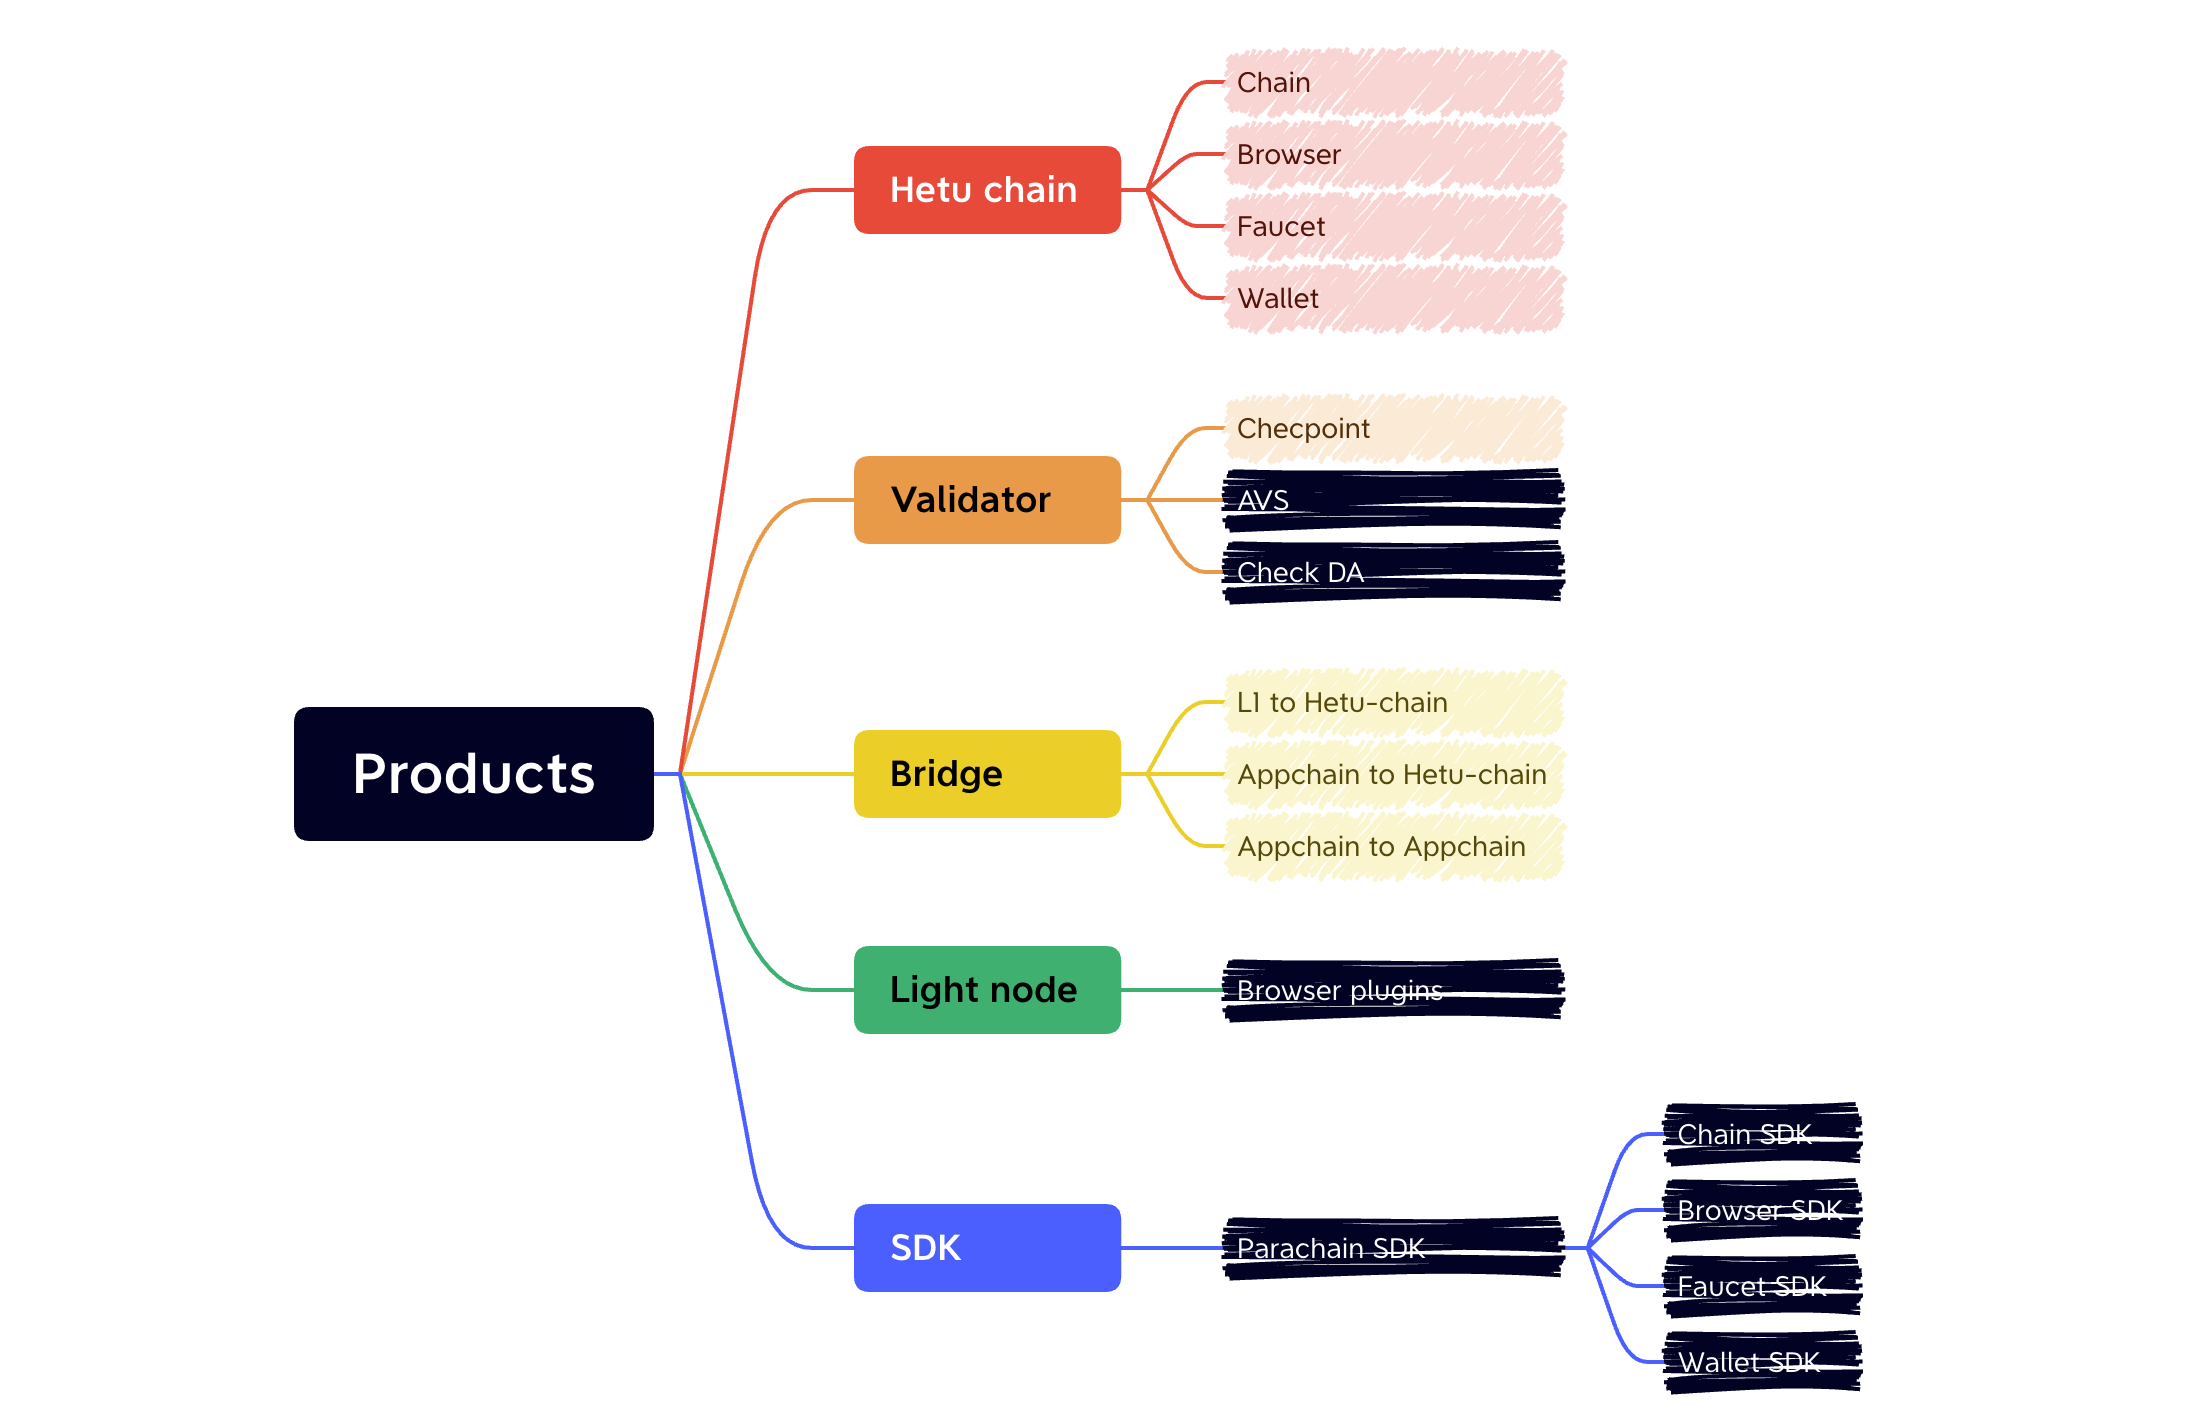 Products
Hetu chain
Chain
Browser
Faucet
Wallet
Validator
Checpoint
AVS
Check DA
Bridge
L1 to Hetu-chain
Appchain to Hetu-chain
Appchain to Appchain
Light node
Browser plugins
SDK
Parachain SDK
Chain SDK
Browser SDK
Faucet SDK
Wallet SDK